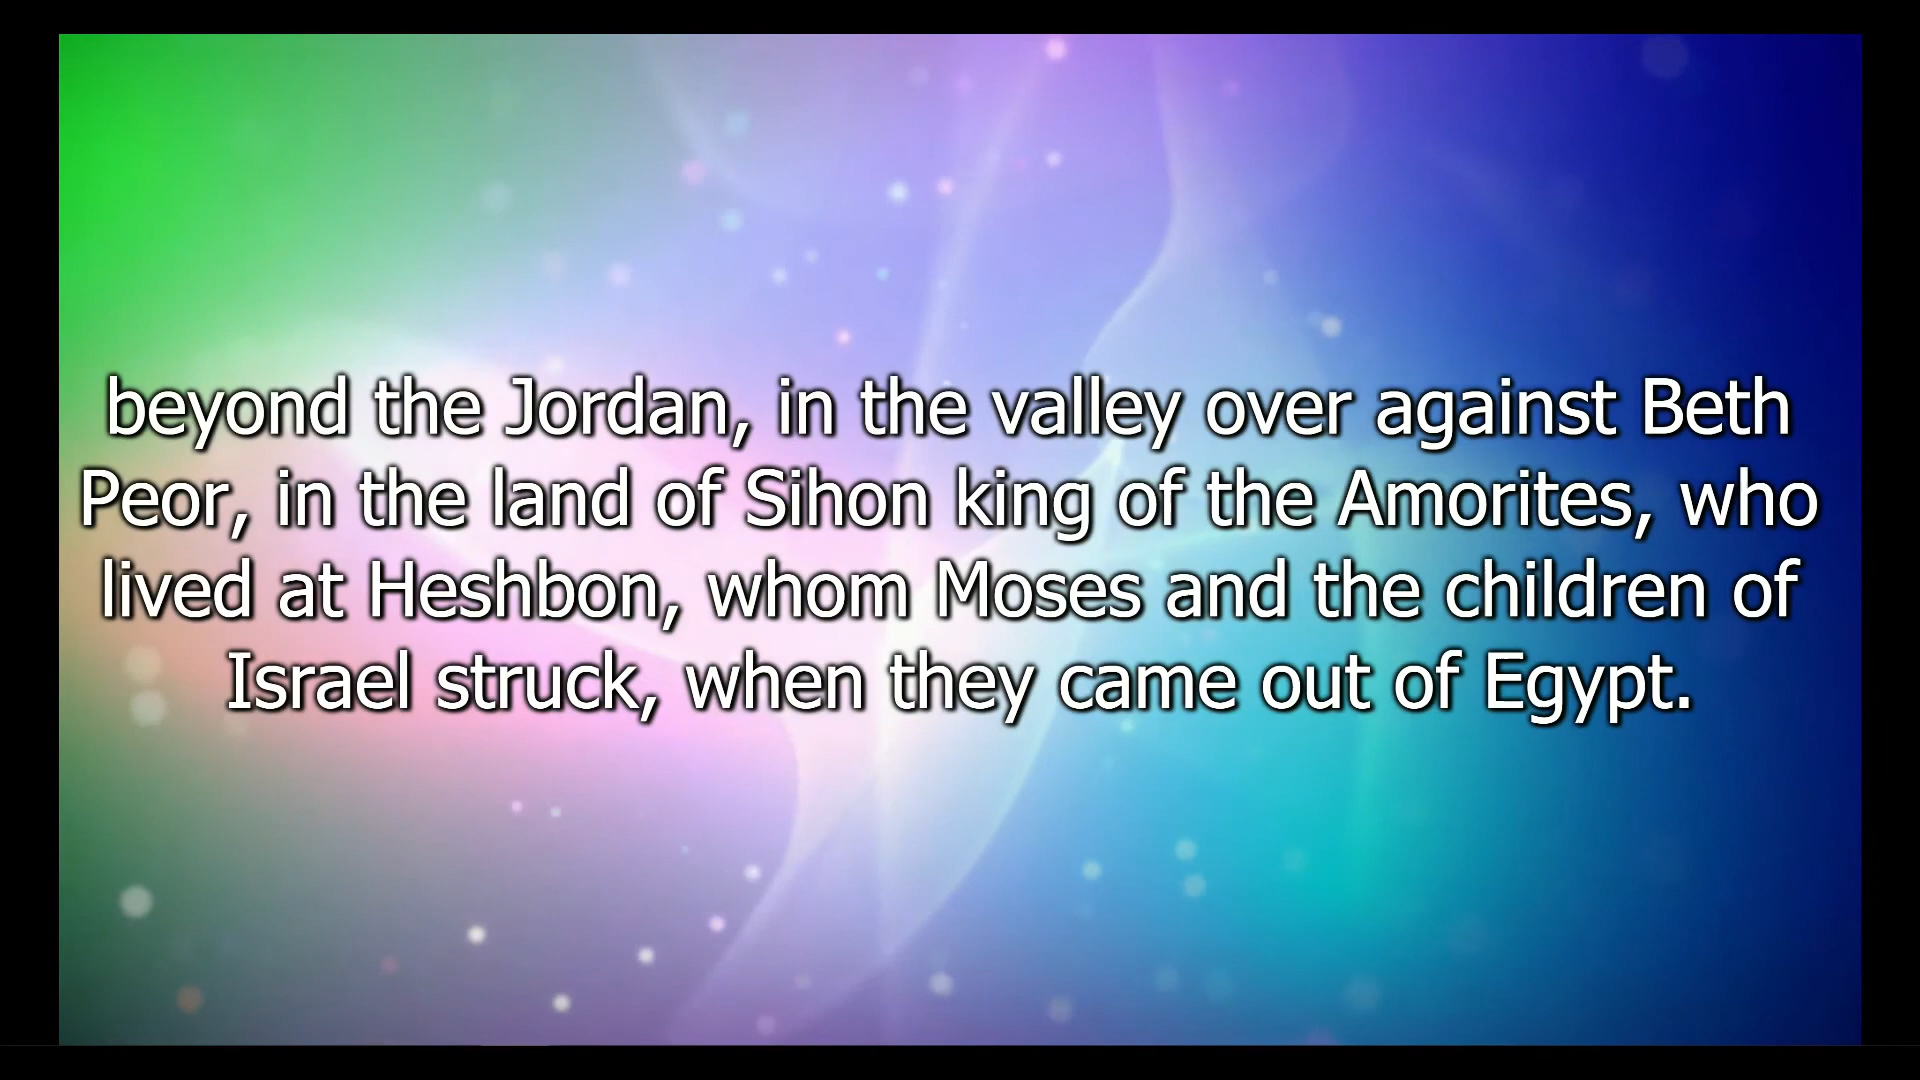 beyond the Jordan, in the valley over against Beth
Peor, in the land of Sihon king of the Amorites, who
lived at Heshbon, whom Moses and the children of
Israel struck, when they came out of Egypt.